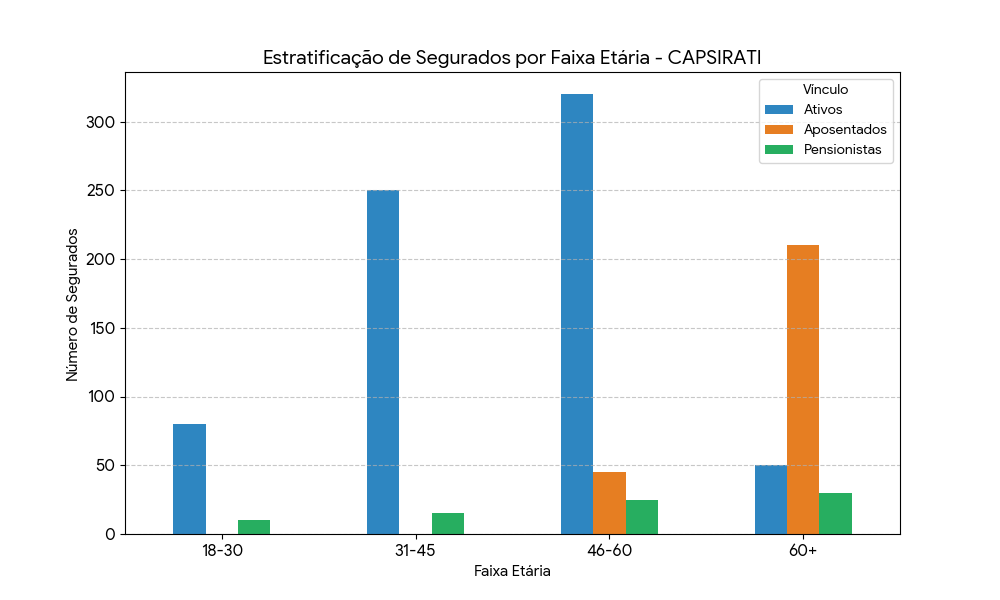 Estratificação de Segurados por Faixa Etária - CAPSIRATI
Vínculo
Ativos
Aposentados
Pensionistas
Número de Segurados
300
250
200
150
100
50
0
18-30
31-45
46-60
60+
Faixa Etária